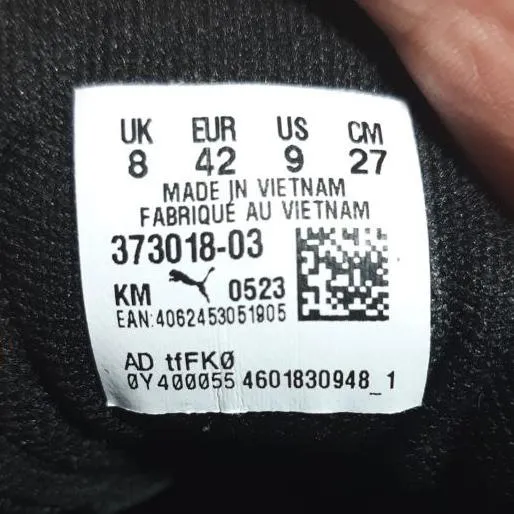 UK EUR US CM
8 42 9 27
MADE IN VIETNAM
FABRIQUÉ AU VIETNAM
373018-03
KM 0523
EAN:4062453051905
AD tfFK0
0Y400055 4601830948_1